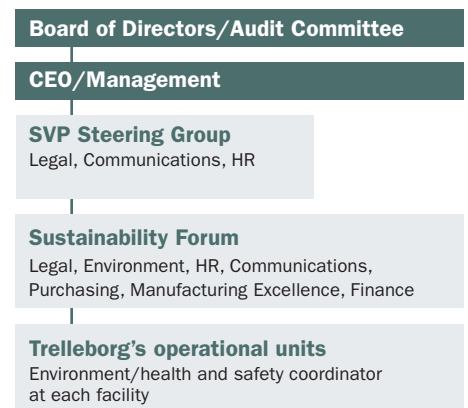 Board of Directors/Audit Committee
CEO/Management
SVP Steering Group
Legal, Communications, HR
Sustainability Forum
Legal, Environment, HR, Communications,
Purchasing, Manufacturing Excellence, Finance
Trelleborg’s operational units
Environment/health and safety coordinator
at each facility